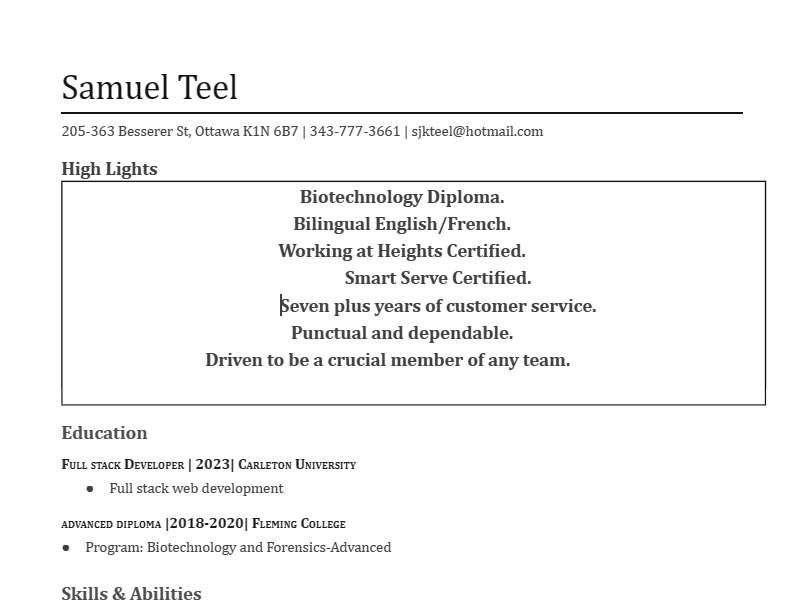 Samuel Teel
205-363 Besserer St, Ottawa K1N 6B7 | 343-777-3661 | sjkteel@hotmail.com
High Lights
Biotechnology Diploma.
Bilingual English/French.
Working at Heights Certified.
Smart Serve Certified.
Seven plus years of customer service.
Punctual and dependable.
Driven to be a crucial member of any team.
Education
Full stack Developer | 2023| Carleton University
● Full stack web development
advanced diploma |2018-2020| Fleming College
● Program: Biotechnology and Forensics-Advanced
Skills & Abilities